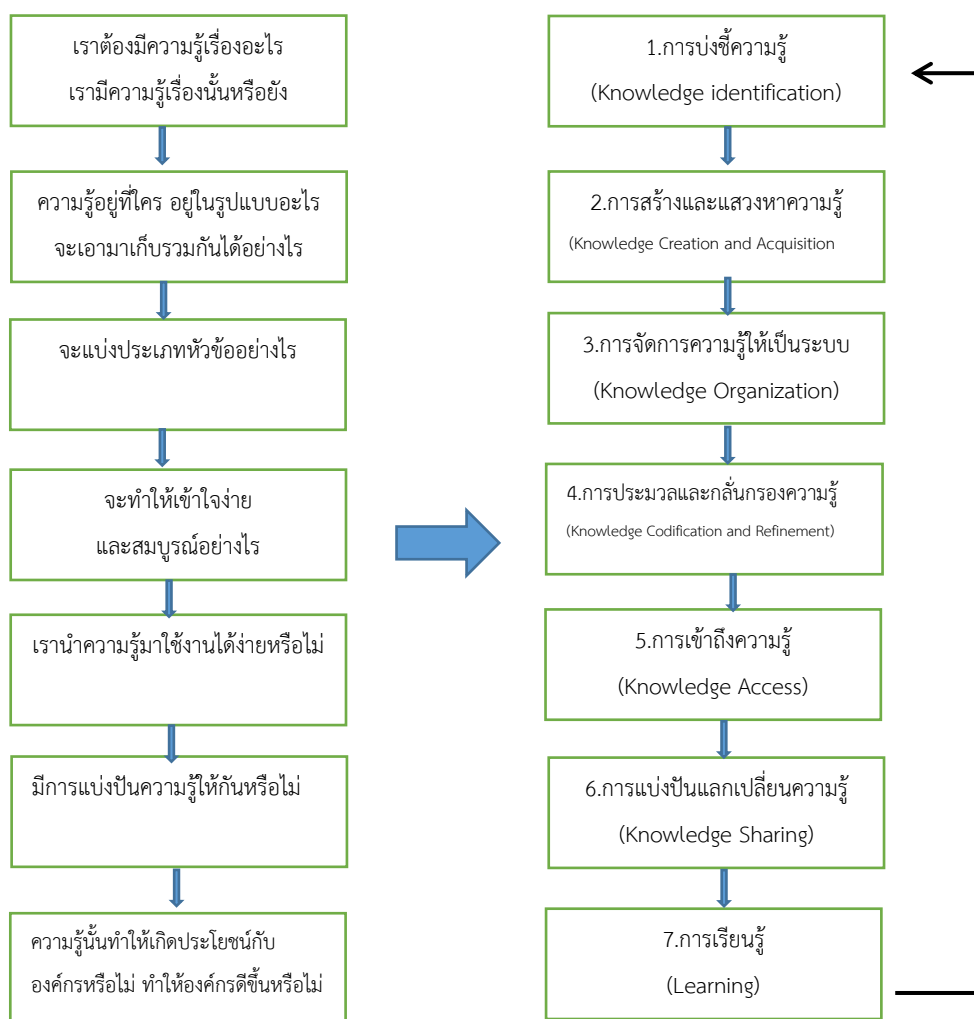 เราต้องมีความรู้เรื่องอะไร
เรามีความรู้เรื่องนั้นหรือยัง
ความรู้อยู่ที่ใคร อยู่ในรูปแบบอะไร
จะเอามาเก็บรวมกันได้อย่างไร
จะแบ่งประเภทหัวข้ออย่างไร
จะทำให้เข้าใจง่าย
และสมบูรณ์อย่างไร
เรานำความรู้มาใช้งานได้ง่ายหรือไม่
มีการแบ่งปันความรู้ให้กันหรือไม่
ความรู้นั้นทำให้เกิดประโยชน์กับ
องค์กรหรือไม่ ทำให้องค์กรดีขึ้นหรือไม่
1.การบ่งชี้ความรู้
(Knowledge identification)
2.การสร้างและแสวงหาความรู้
(Knowledge Creation and Acquisition
3.การจัดการความรู้ให้เป็นระบบ
(Knowledge Organization)
4.การประมวลและกลั่นกรองความรู้
(Knowledge Codification and Refinement)
5.การเข้าถึงความรู้
(Knowledge Access)
6.การแบ่งปันแลกเปลี่ยนความรู้
(Knowledge Sharing)
7.การเรียนรู้
(Learning)